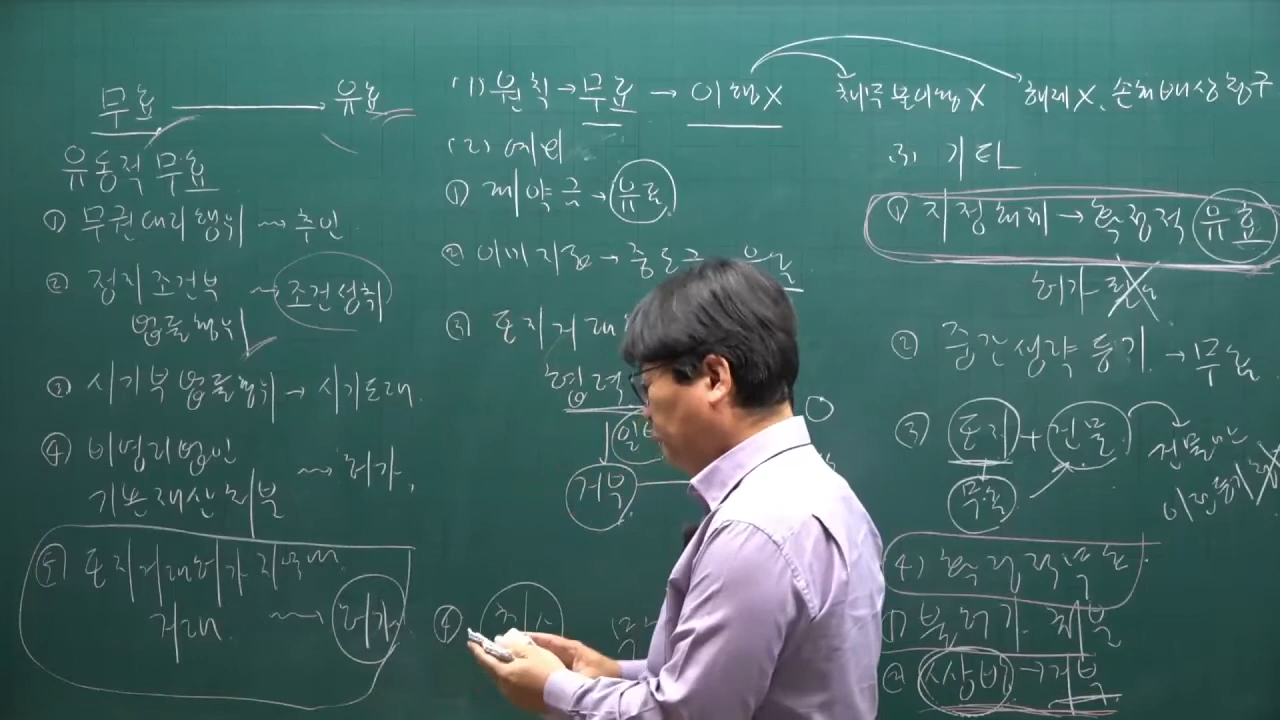 무효 → 유효
유동적 무효
① 무권대리행위 → 추인
② 정지조건부 → 조건성취
법률행위
③ 시기부 법률행위 → 시기도래
④ 비영리법인 → 허가
기본재산처분
⑤ 토지거래허가지역내
거래 → 허가
(1) 원칙 → 무효 → 이행X 채무불이행X 해제X, 손해배상청구
(2) 예외
① 계약금 → 유효
② 이미지급 →
③ 토지거래
협력
거부
④
(3) 기타
① 지정해제 → 확정적 유효
허가
② 중간생략등기 → 무효
③ 토지 + 건물 건물만
무효
4) 확정적무효
① 불허가 처분
② 쌍방 → 거부